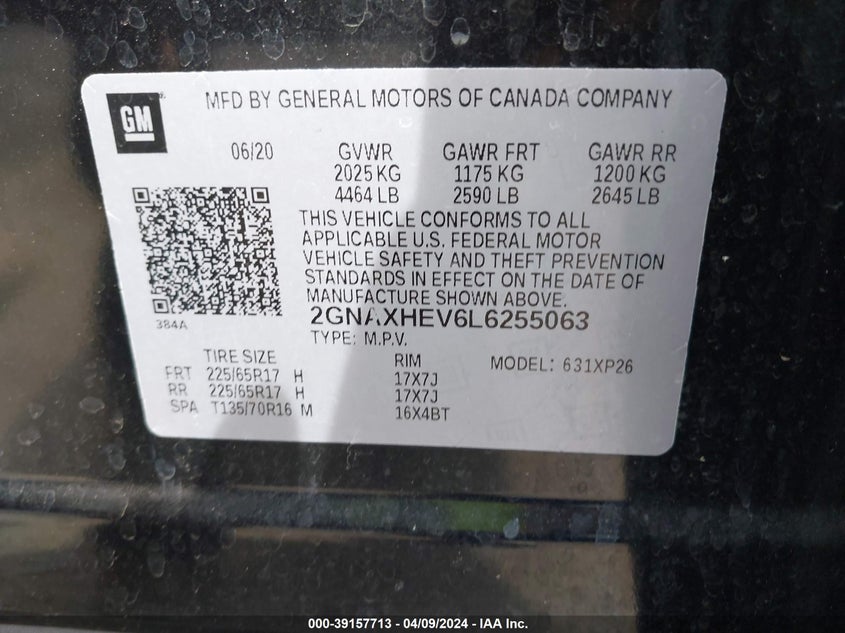 GM
MFD BY GENERAL MOTORS OF CANADA COMPANY
06/20 GVWR GAWR FRT GAWR RR
2025 KG 1175 KG 1200 KG
4464 LB 2590 LB 2645 LB
THIS VEHICLE CONFORMS TO ALL
APPLICABLE U.S. FEDERAL MOTOR
VEHICLE SAFETY AND THEFT PREVENTION
STANDARDS IN EFFECT ON THE DATE OF
MANUFACTURE SHOWN ABOVE.
384A
2GNAXHEV6L6255063
TYPE: M.P.V.
TIRE SIZE RIM MODEL: 631XP26
FRT 225/65R17 H 17X7J
RR 225/65R17 H 17X7J
SPA T135/70R16 M 16X4BT
000-39157713 - 04/09/2024 - IAA Inc.